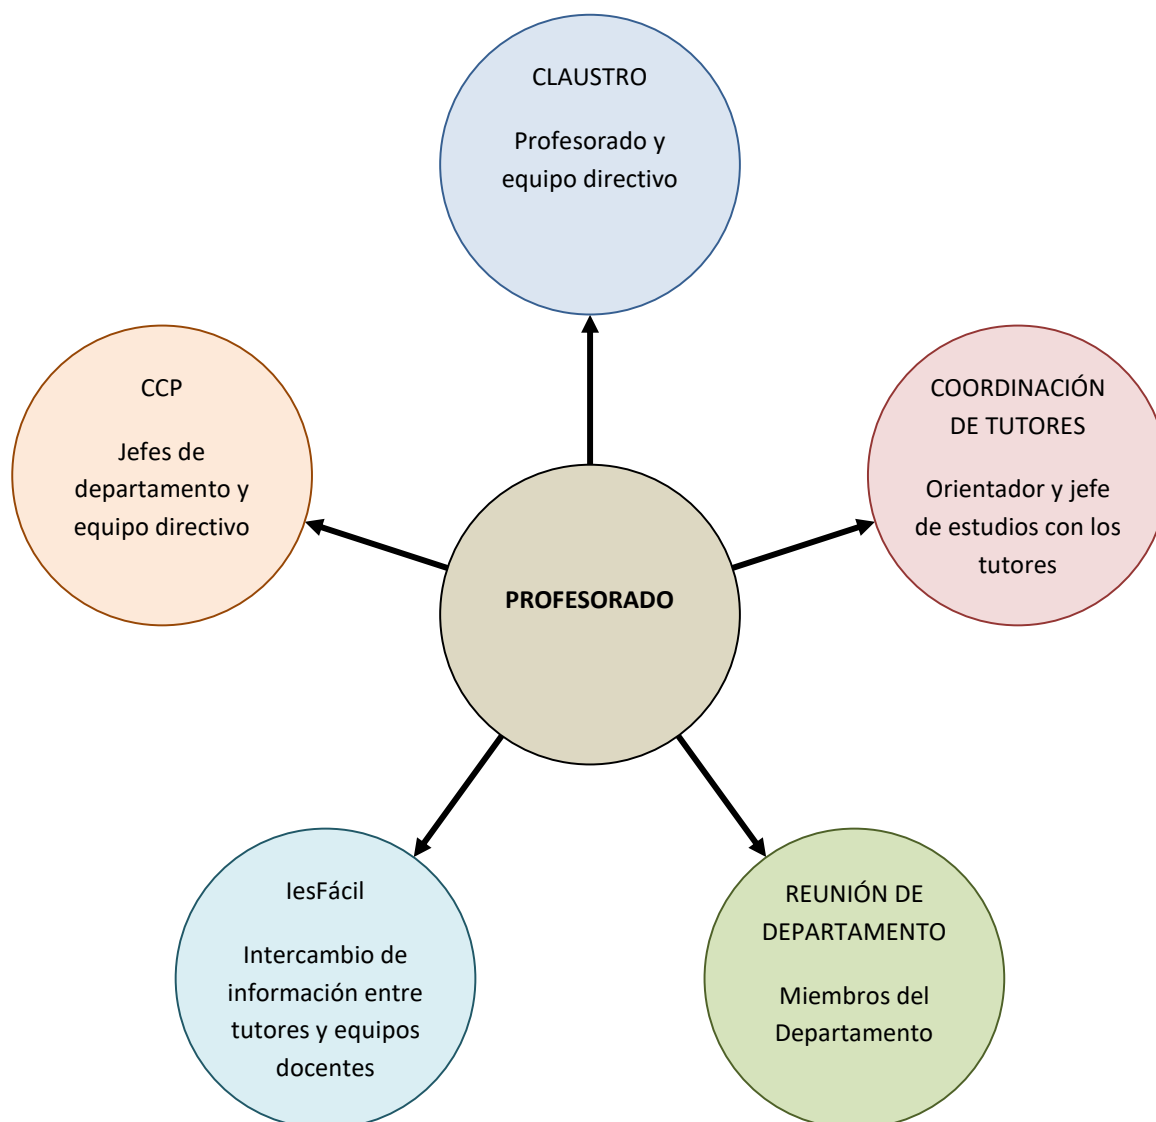 CLAUSTRO
Profesorado y
equipo directivo
CCP
Jefes de
departamento y
equipo directivo
COORDINACIÓN
DE TUTORES
Orientador y jefe
de estudios con los
tutores
PROFESORADO
IesFácil
Intercambio de
información entre
tutores y equipos
docentes
REUNIÓN DE
DEPARTAMENTO
Miembros del
Departamento